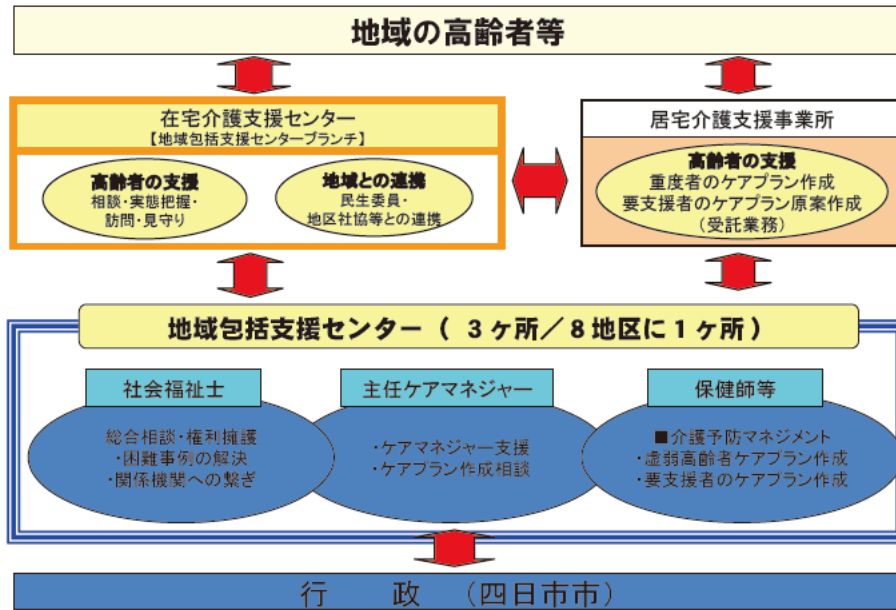 地域の高齢者等
在宅介護支援センター
【地域包括支援センターブランチ】
高齢者の支援
相談・実態把握・
訪問・見守り
地域との連携
民生委員・
地区社協等との連携
居宅介護支援事業所
高齢者の支援
重度者のケアプラン作成
要支援者のケアプラン原案作成
(受託業務)
地域包括支援センター ( 3ヶ所/8地区に1ヶ所)
社会福祉士
総合相談・権利擁護
・困難事例の解決
・関係機関への繋ぎ
主任ケアマネジャー
・ケアマネジャー支援
・ケアプラン作成相談
保健師等
■介護予防マネジメント
・虚弱高齢者ケアプラン作成
・要支援者のケアプラン作成
行 政 (四日市市)